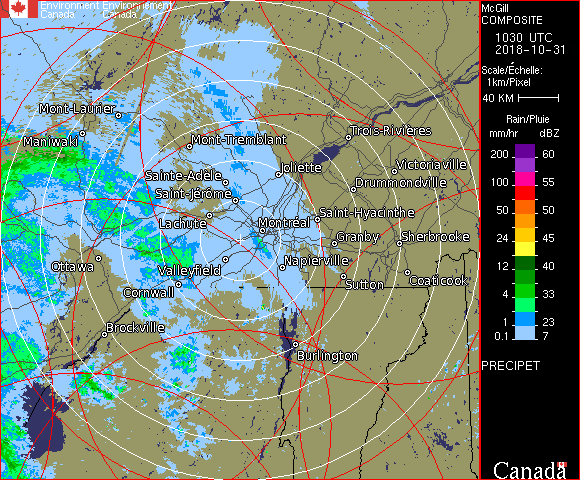 Environment Environnement
Canada Canada
McGill
COMPOSITE
1030 UTC
2018-10-31
Scale/Échelle:
1km/Pixel
40 KM
Rain/Pluie
mm/hr dBZ
200 60
100 55
50 50
24 45
12 40
4 33
1 23
0.1 7
PRECIPET
Canada
Mont-Laurier
Maniwaki
Mont-Tremblant
Trois-Rivières
Sainte-Adèle
Joliette
Victoriaville
Saint-Jérôme
Drummondville
Lachute
Montréal
Saint-Hyacinthe
Granby
Sherbrooke
Ottawa
Valleyfield
Napierville
Cornwall
Sutton
Coaticook
Brockville
Burlington